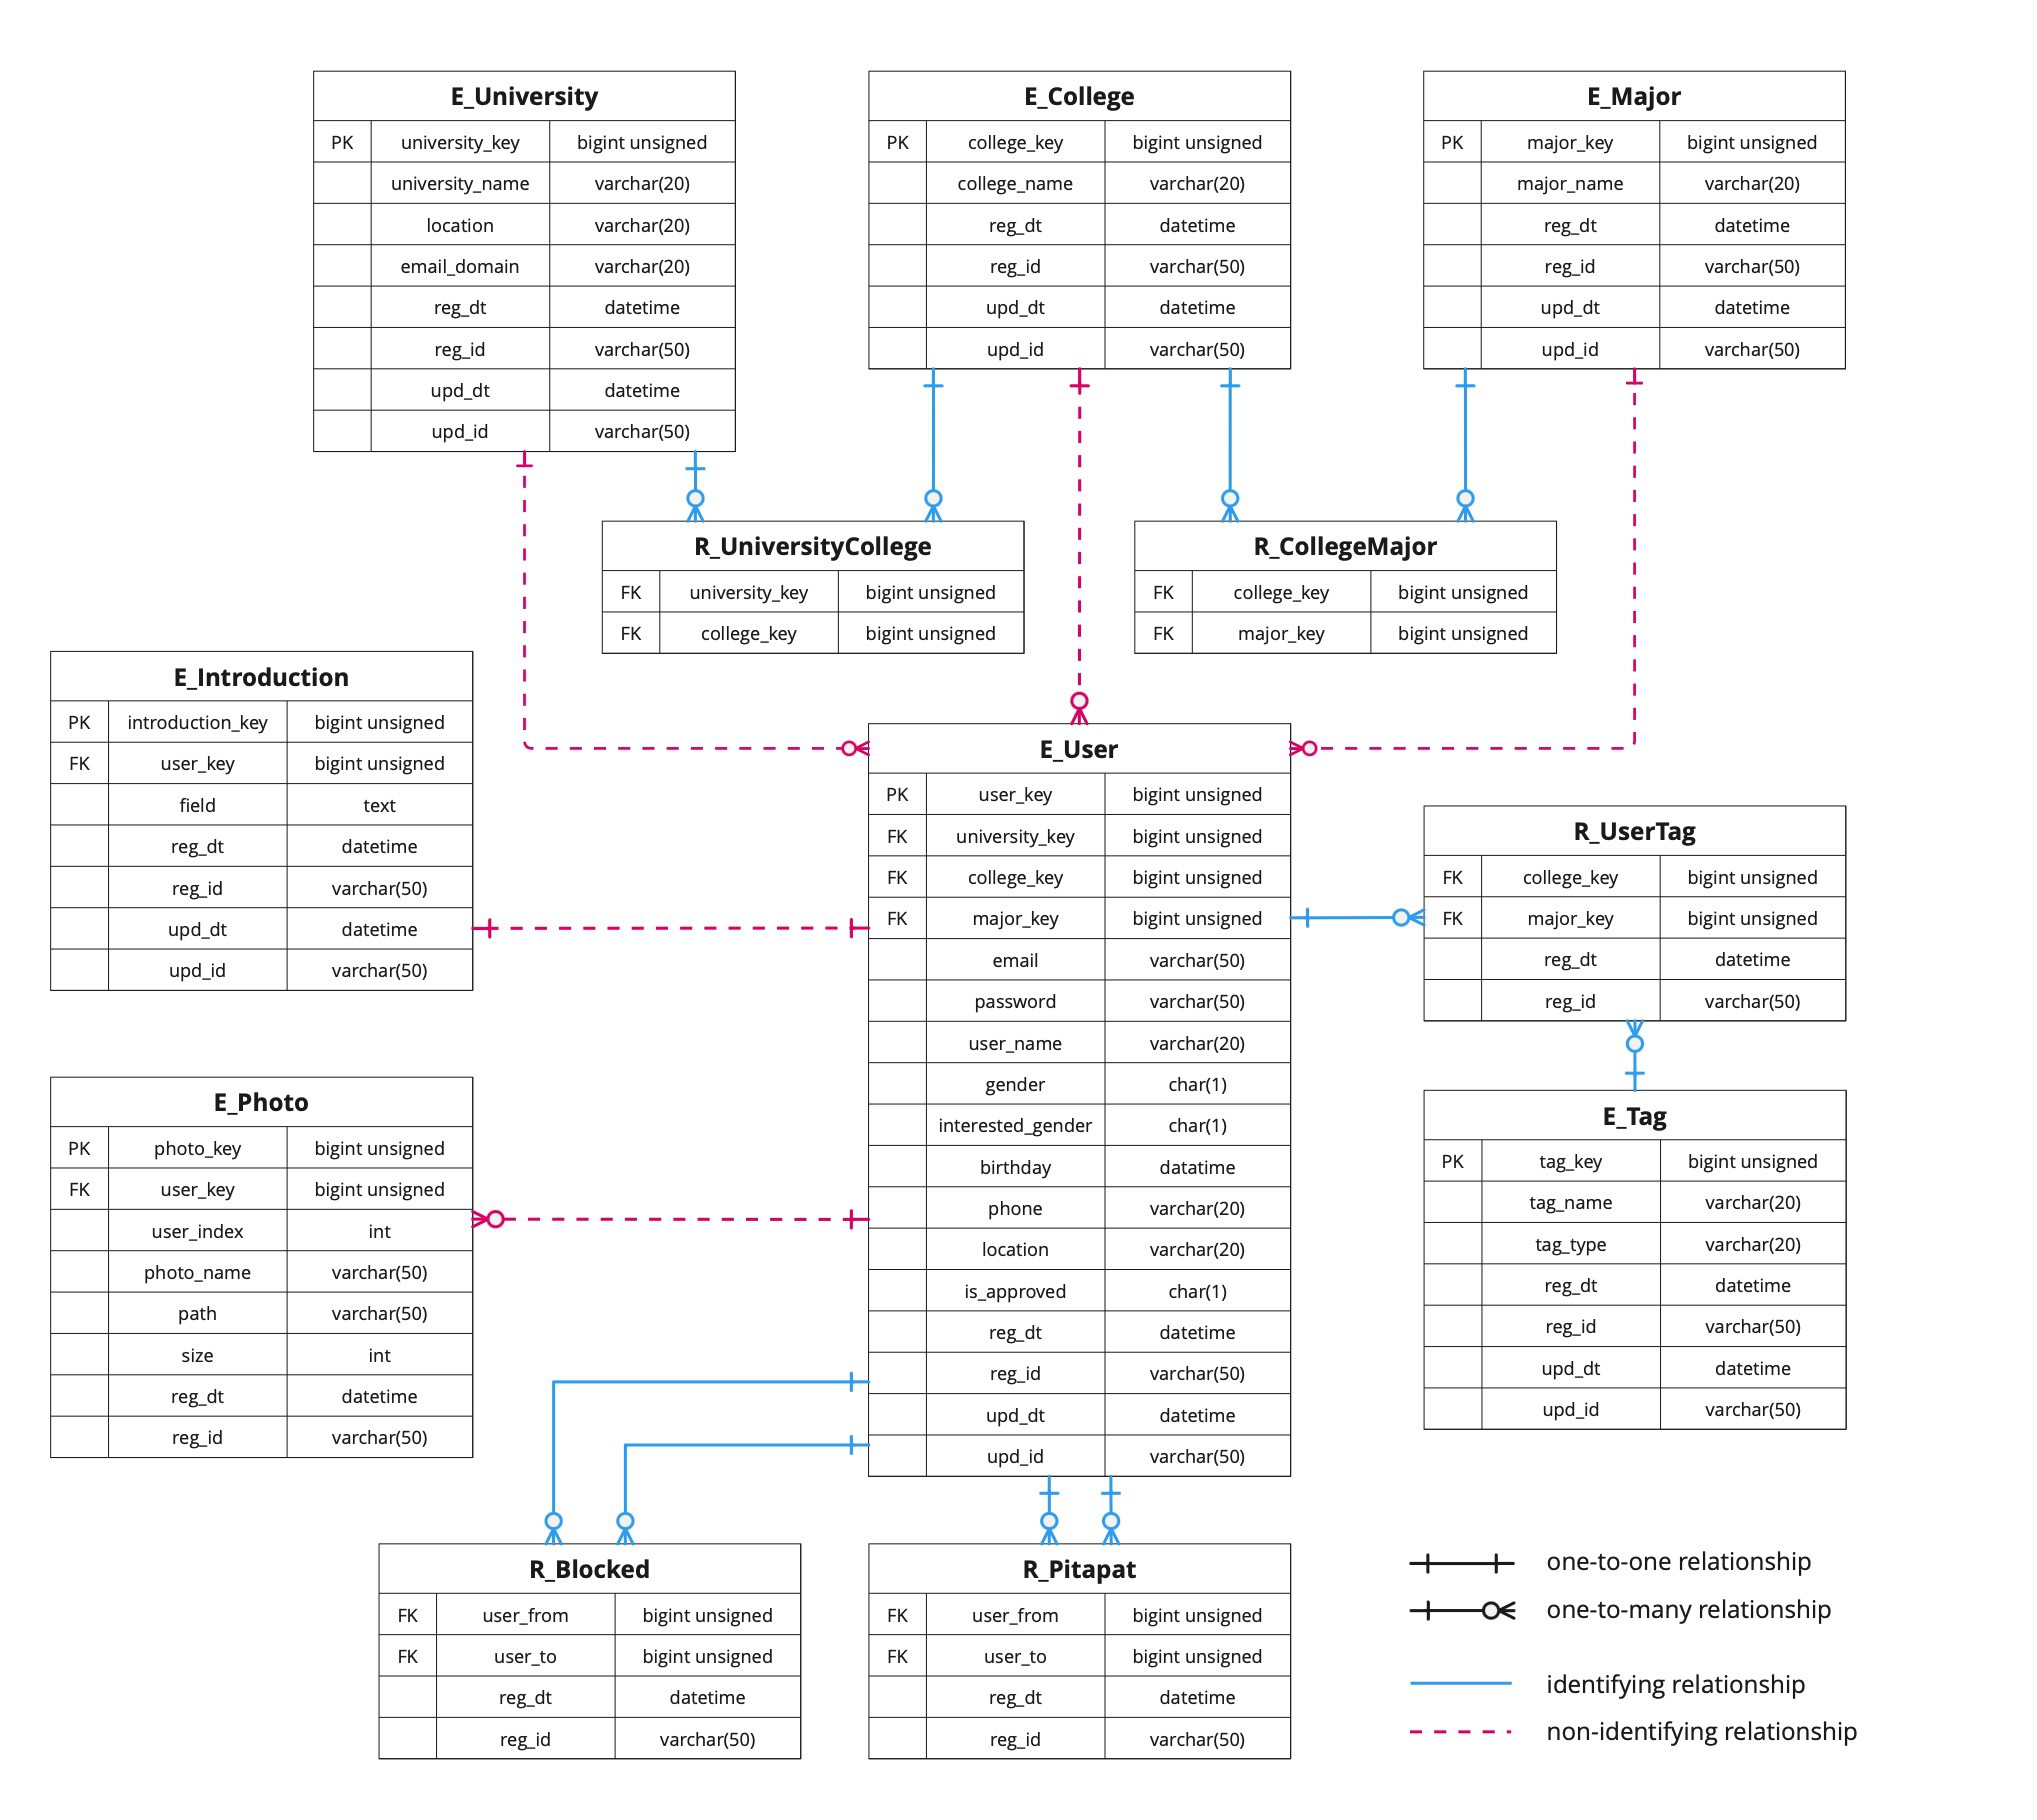 E_University
PK university_key bigint unsigned
university_name varchar(20)
location varchar(20)
email_domain varchar(20)
reg_dt datetime
reg_id varchar(50)
upd_dt datetime
upd_id varchar(50)
E_College
PK college_key bigint unsigned
college_name varchar(20)
reg_dt datetime
reg_id varchar(50)
upd_dt datetime
upd_id varchar(50)
E_Major
PK major_key bigint unsigned
major_name varchar(20)
reg_dt datetime
reg_id varchar(50)
upd_dt datetime
upd_id varchar(50)
R_UniversityCollege
FK university_key bigint unsigned
FK college_key bigint unsigned
R_CollegeMajor
FK college_key bigint unsigned
FK major_key bigint unsigned
E_Introduction
PK introduction_key bigint unsigned
FK user_key bigint unsigned
field text
reg_dt datetime
reg_id varchar(50)
upd_dt datetime
upd_id varchar(50)
E_User
PK user_key bigint unsigned
FK university_key bigint unsigned
FK college_key bigint unsigned
FK major_key bigint unsigned
email varchar(50)
password varchar(50)
user_name varchar(20)
gender char(1)
interested_gender char(1)
birthday datatime
phone varchar(20)
location varchar(20)
is_approved char(1)
reg_dt datetime
reg_id varchar(50)
upd_dt datetime
upd_id varchar(50)
R_UserTag
FK college_key bigint unsigned
FK major_key bigint unsigned
reg_dt datetime
reg_id varchar(50)
E_Photo
PK photo_key bigint unsigned
FK user_key bigint unsigned
user_index int
photo_name varchar(50)
path varchar(50)
size int
reg_dt datetime
reg_id varchar(50)
E_Tag
PK tag_key bigint unsigned
tag_name varchar(20)
tag_type varchar(20)
reg_dt datetime
reg_id varchar(50)
upd_dt datetime
upd_id varchar(50)
R_Blocked
FK user_from bigint unsigned
FK user_to bigint unsigned
reg_dt datetime
reg_id varchar(50)
R_Pitapat
FK user_from bigint unsigned
FK user_to bigint unsigned
reg_dt datetime
reg_id varchar(50)
one-to-one relationship
one-to-many relationship
identifying relationship
non-identifying relationship